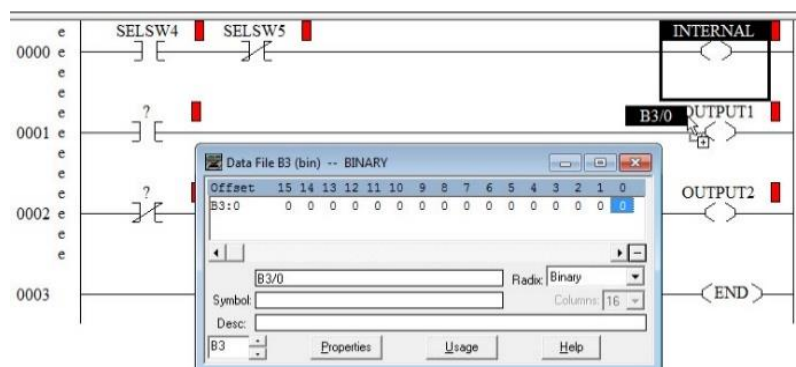 e SELSW4 SELSW5 INTERNAL
0000 e
e
e
e ? B3/0 OUTPUT1
0001 e
e Data File B3 (bin) -- BINARY
e Offset 15 14 13 12 11 10 9 8 7 6 5 4 3 2 1 0
e ? B3:0 0 0 0 0 0 0 0 0 0 0 0 0 0 0 0 0 OUTPUT2
0002 e
e
e
B3/0 Radix: Binary
0003 Symbol: Columns: 16 END
Desc:
B3 Properties Usage Help